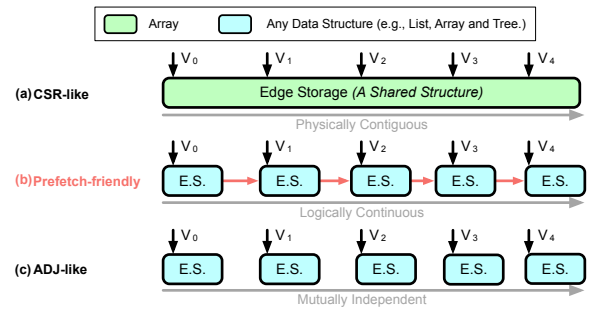 Array Any Data Structure (e.g., List, Array and Tree.)
V0 V1 V2 V3 V4
(a) CSR-like Edge Storage (A Shared Structure)
Physically Contiguous
V0 V1 V2 V3 V4
(b) Prefetch-friendly E.S. E.S. E.S. E.S. E.S.
Logically Continuous
V0 V1 V2 V3 V4
(c) ADJ-like E.S. E.S. E.S. E.S. E.S.
Mutually Independent